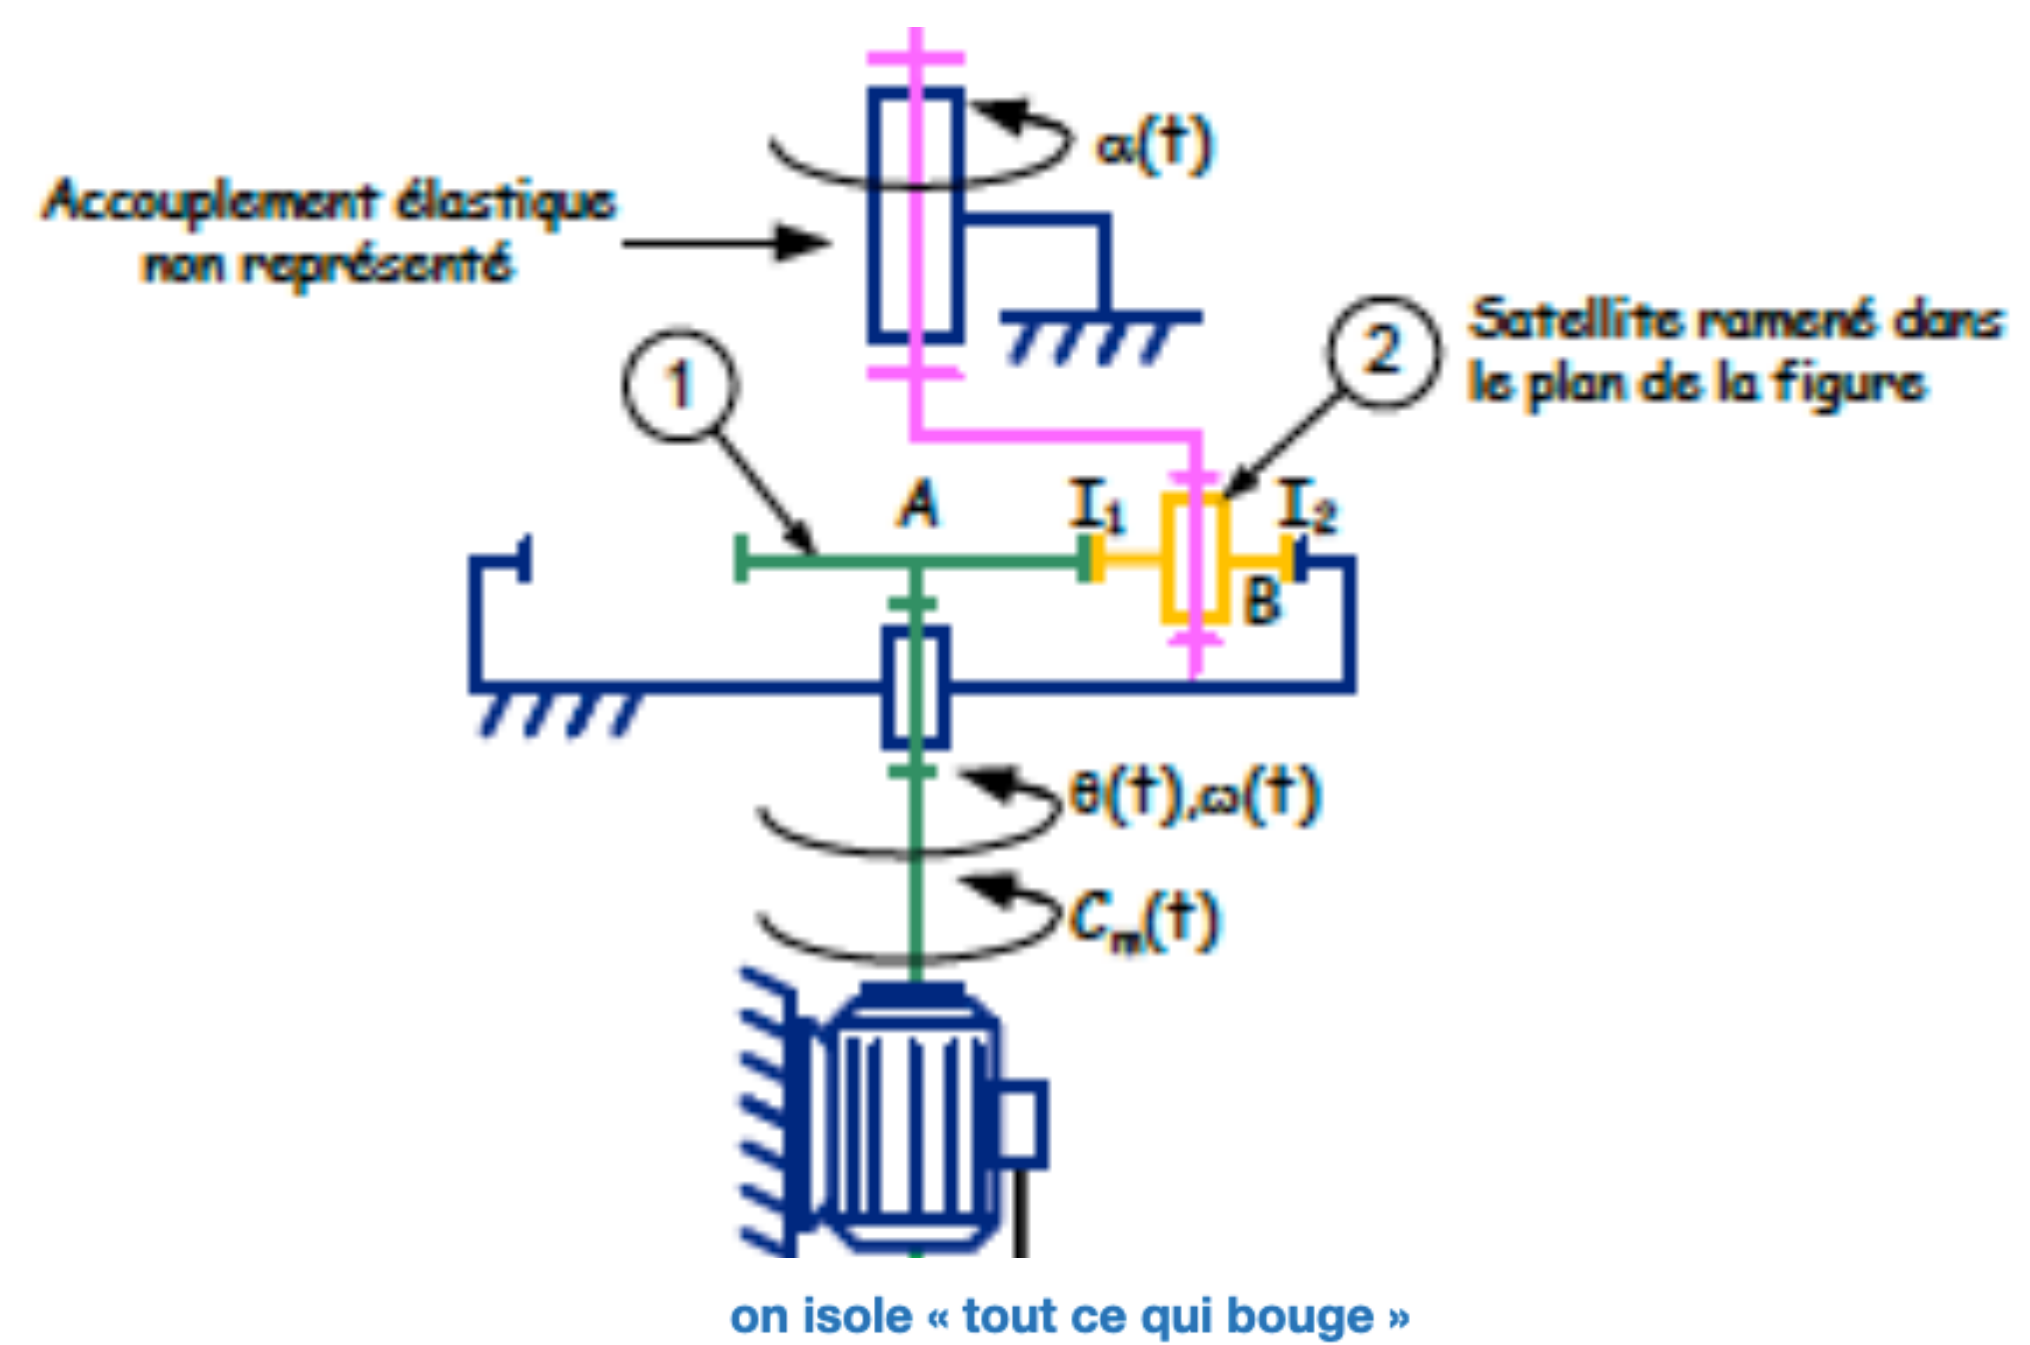 α(t)
Accouplement élastique
non représenté
1
2
Satellite ramené dans
le plan de la figure
A
I₁
I₂
B
θ(t),ω(t)
Cₘ(t)
on isole « tout ce qui bouge »